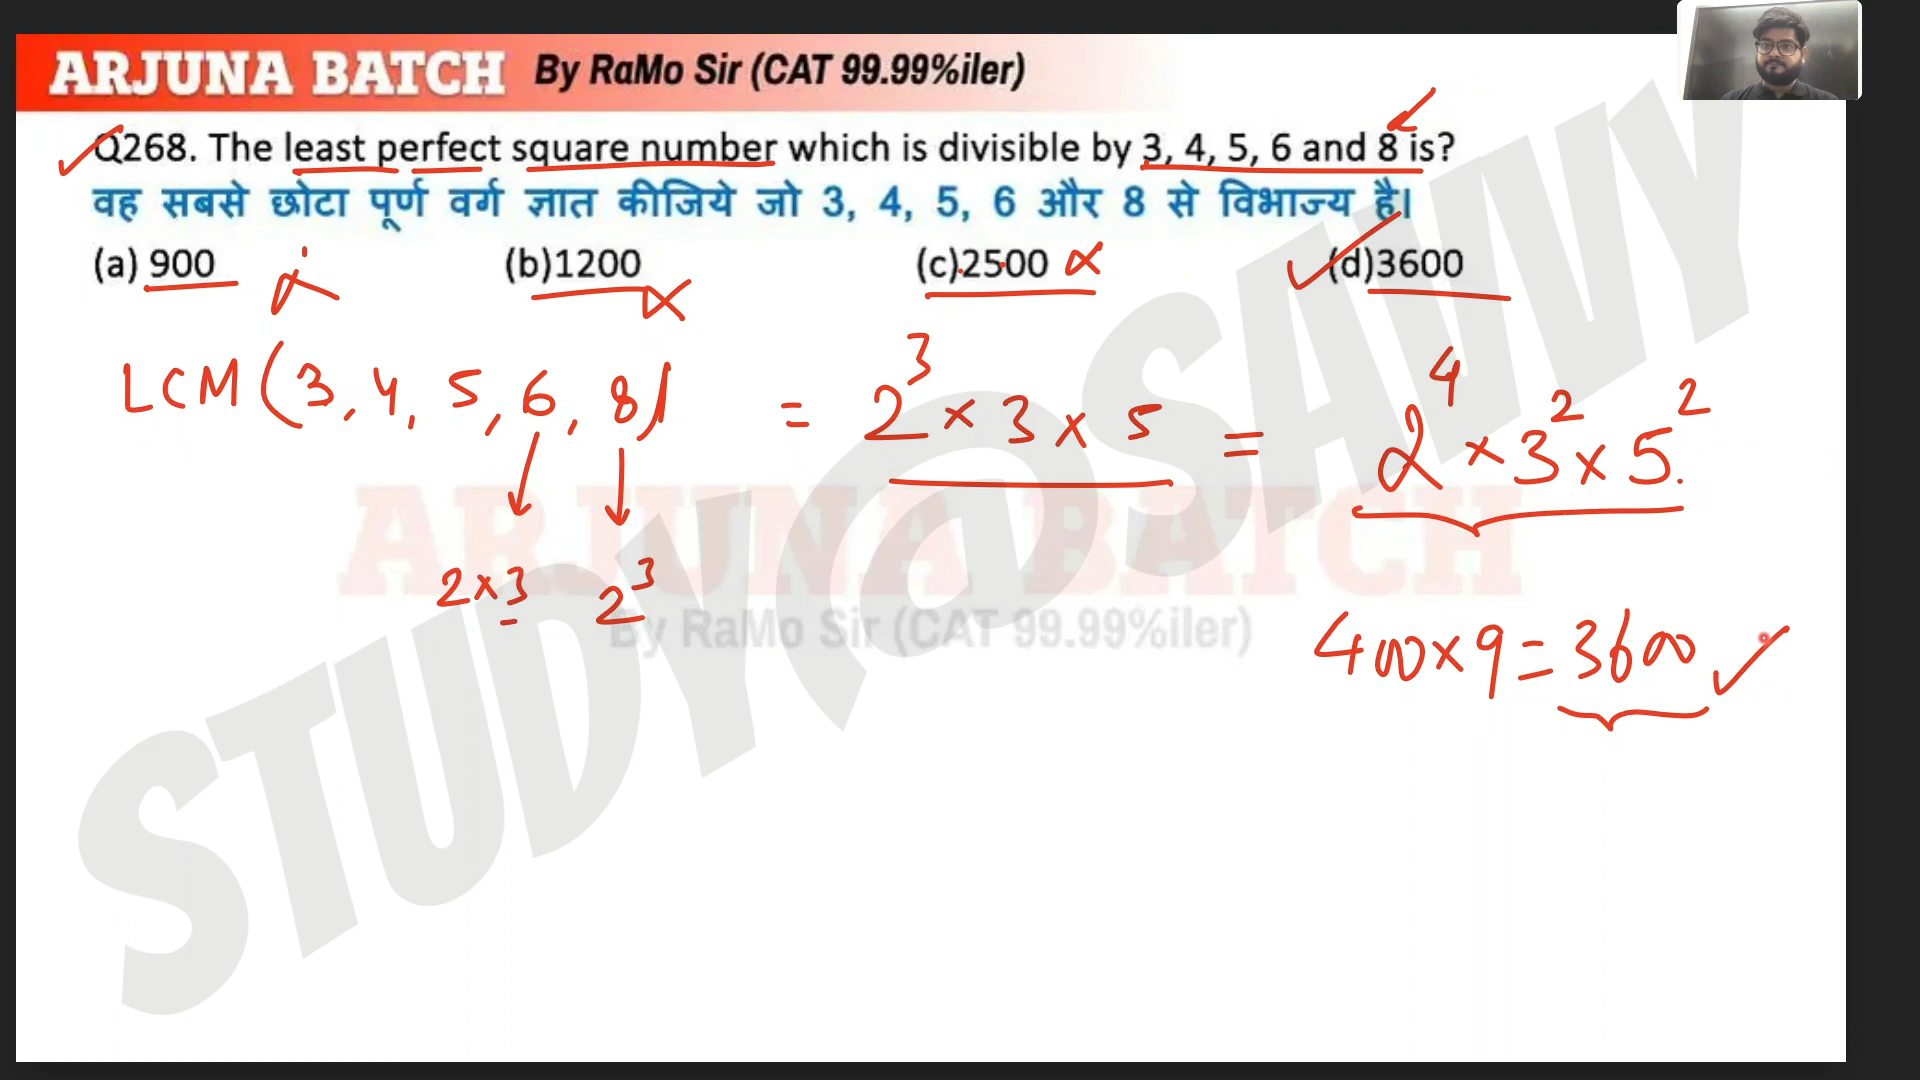 ARJUNA BATCH By RaMo Sir (CAT 99.99%iler)
Q268. The least perfect square number which is divisible by 3, 4, 5, 6 and 8 is?
वह सबसे छोटा पूर्ण वर्ग ज्ञात कीजिये जो 3, 4, 5, 6 और 8 से विभाज्य है।
(a) 900 (b)1200 (c)2500 (d)3600
LCM (3, 4, 5, 6, 8) = 2³ × 3 × 5 = 2⁴ × 3² × 5²
2×3 2³
400×9 = 3600
ARJUNA BATCH
By RaMo Sir (CAT 99.99%iler)
STUDY@SAVVY